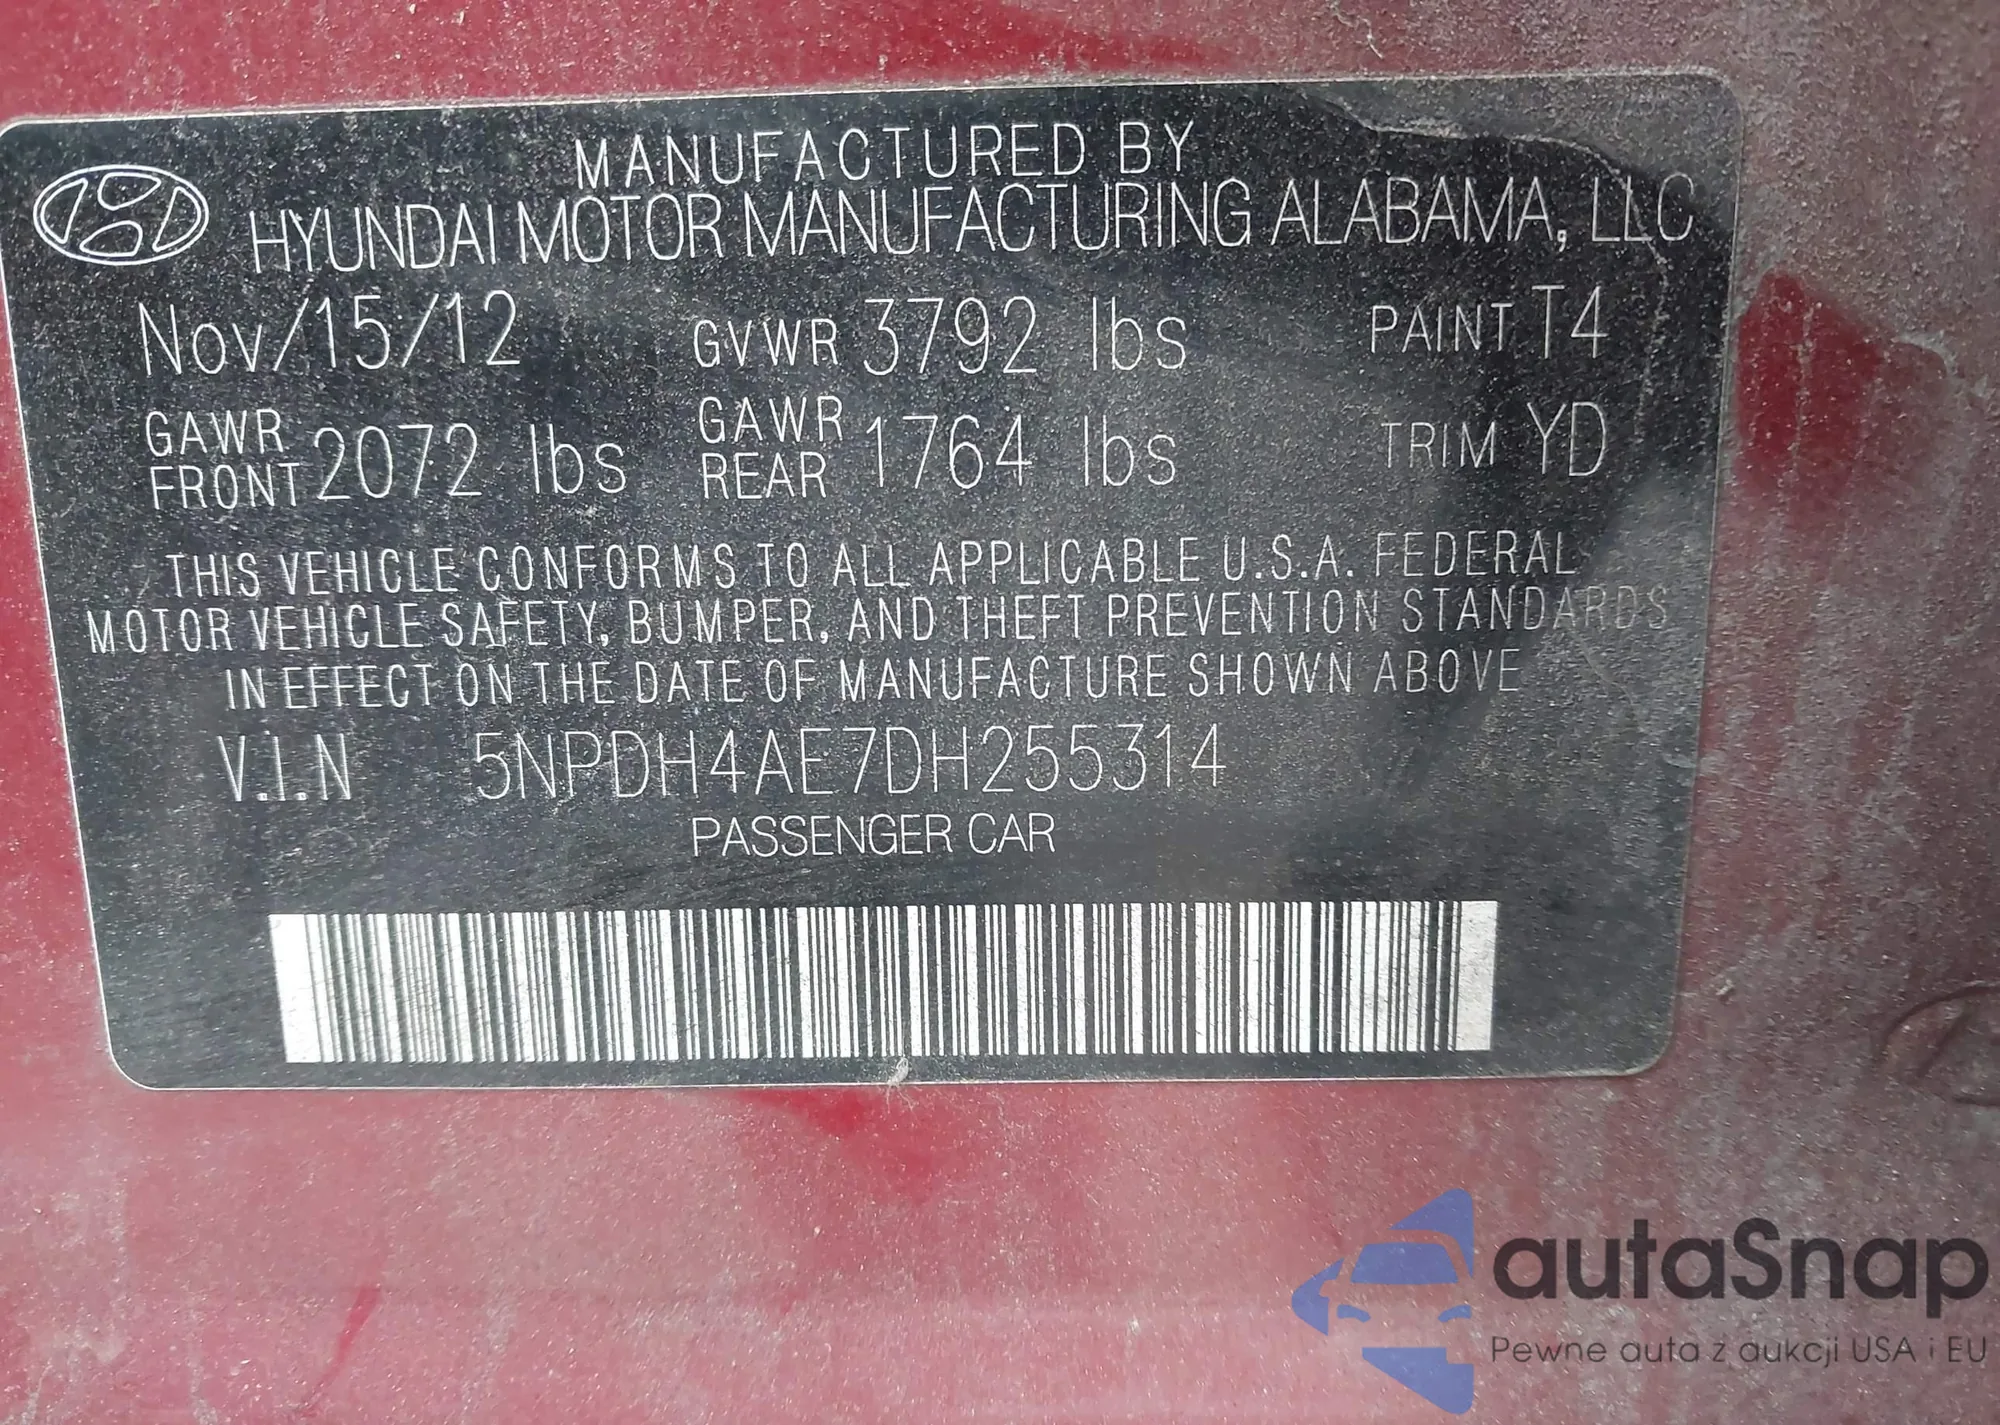 MANUFACTURED BY
HYUNDAI MOTOR MANUFACTURING ALABAMA, LLC
Nov/15/12 GVWR 3792 lbs PAINT T4
GAWR FRONT 2072 lbs GAWR REAR 1764 lbs TRIM YD
THIS VEHICLE CONFORMS TO ALL APPLICABLE U.S.A. FEDERAL
MOTOR VEHICLE SAFETY, BUMPER, AND THEFT PREVENTION STANDARDS
IN EFFECT ON THE DATE OF MANUFACTURE SHOWN ABOVE
V.I.N 5NPDH4AE7DH255314
PASSENGER CAR
autaSnap
Pewne auta z aukcji USA i EU